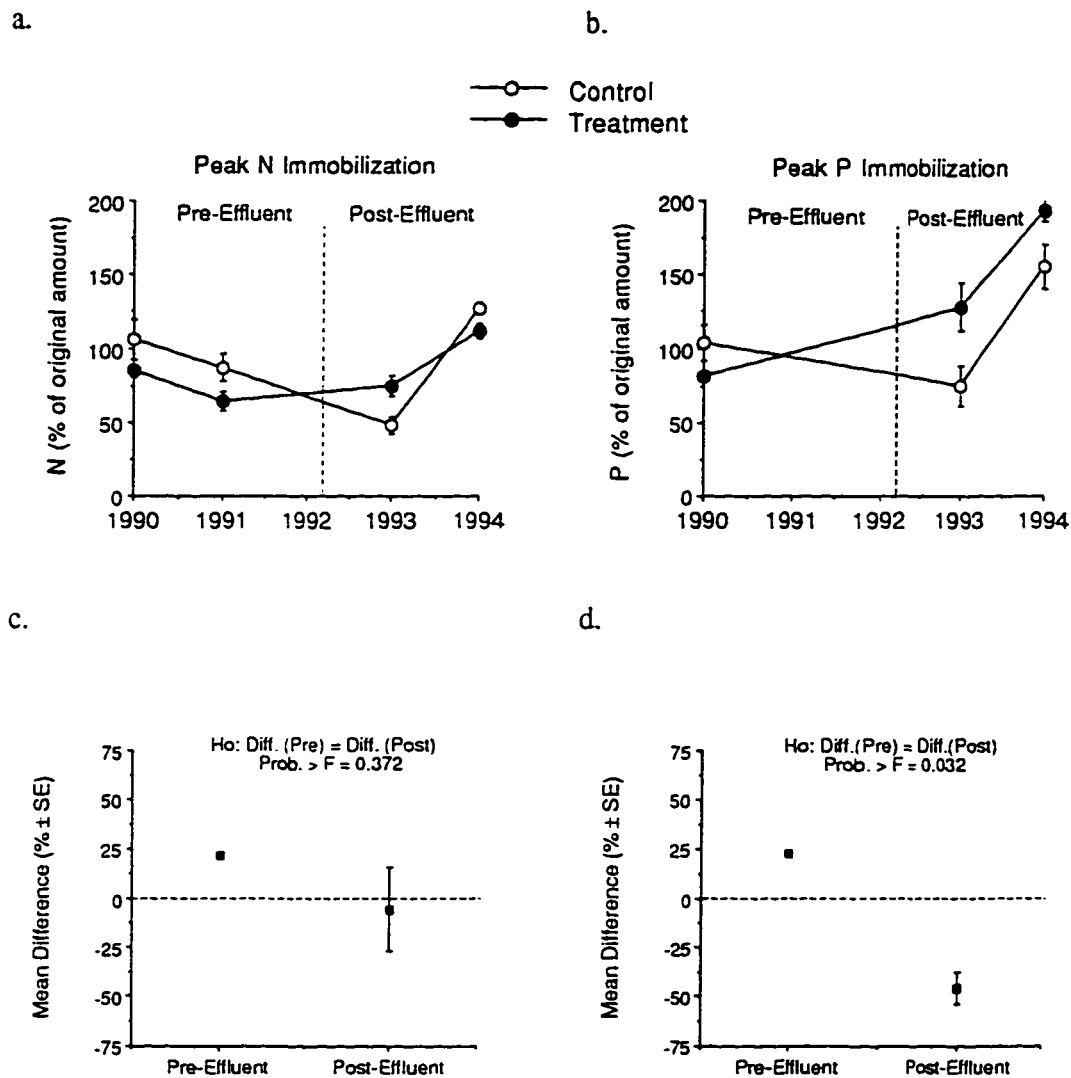 a.
b.
Control
Treatment
Peak N Immobilization
N (% of original amount)
200
150
100
50
0
Pre-Effluent
Post-Effluent
1990
1991
1992
1993
1994
Peak P Immobilization
P (% of original amount)
200
150
100
50
0
Pre-Effluent
Post-Effluent
1990
1991
1992
1993
1994
c.
d.
Mean Difference (% ± SE)
75
50
25
0
-25
-50
-75
Ho: Diff. (Pre) = Diff. (Post)
Prob. > F = 0.372
Pre-Effluent
Post-Effluent
Mean Difference (% ± SE)
75
50
25
0
-25
-50
-75
Ho: Diff.(Pre) = Diff.(Post)
Prob. > F = 0.032
Pre-Effluent
Post-Effluent